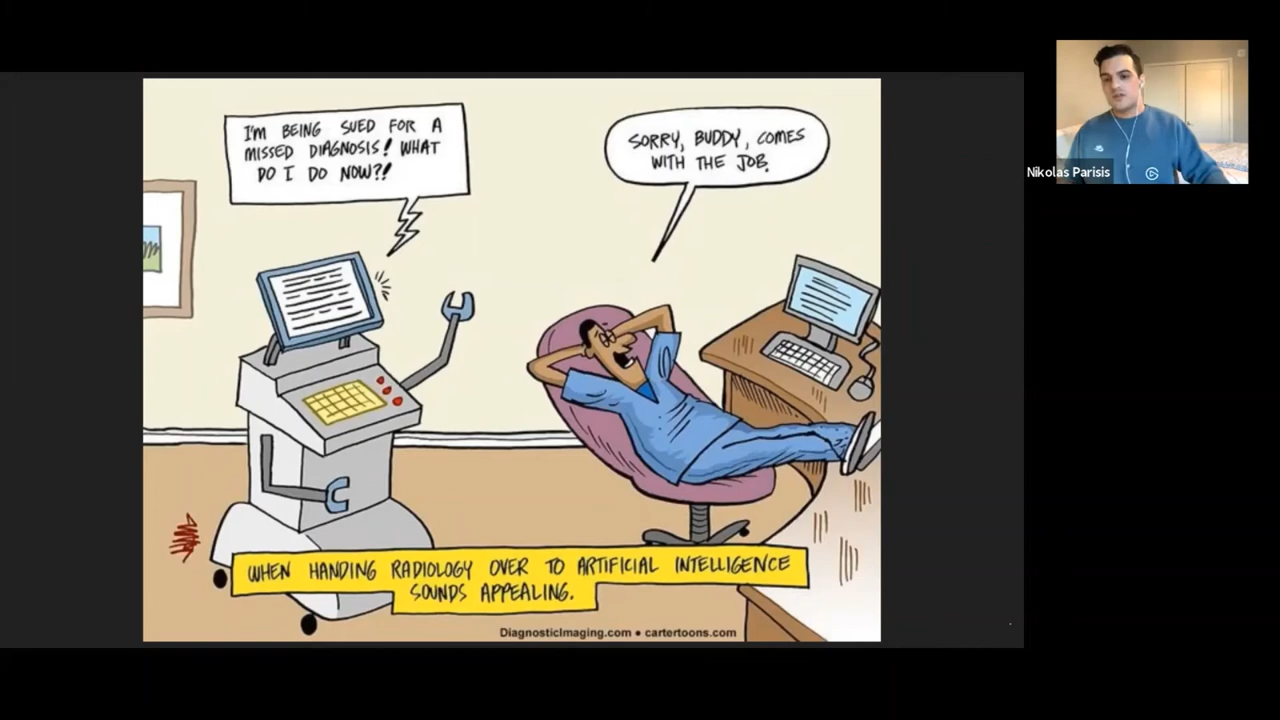 I'M BEING SUED FOR A
MISSED DIAGNOSIS! WHAT
DO I DO NOW?!
SORRY, BUDDY, COMES
WITH THE JOB.
Nikolas Parisis
WHEN HANDING RADIOLOGY OVER TO ARTIFICIAL INTELLIGENCE
SOUNDS APPEALING.
DiagnosticImaging.com • cartertoons.com